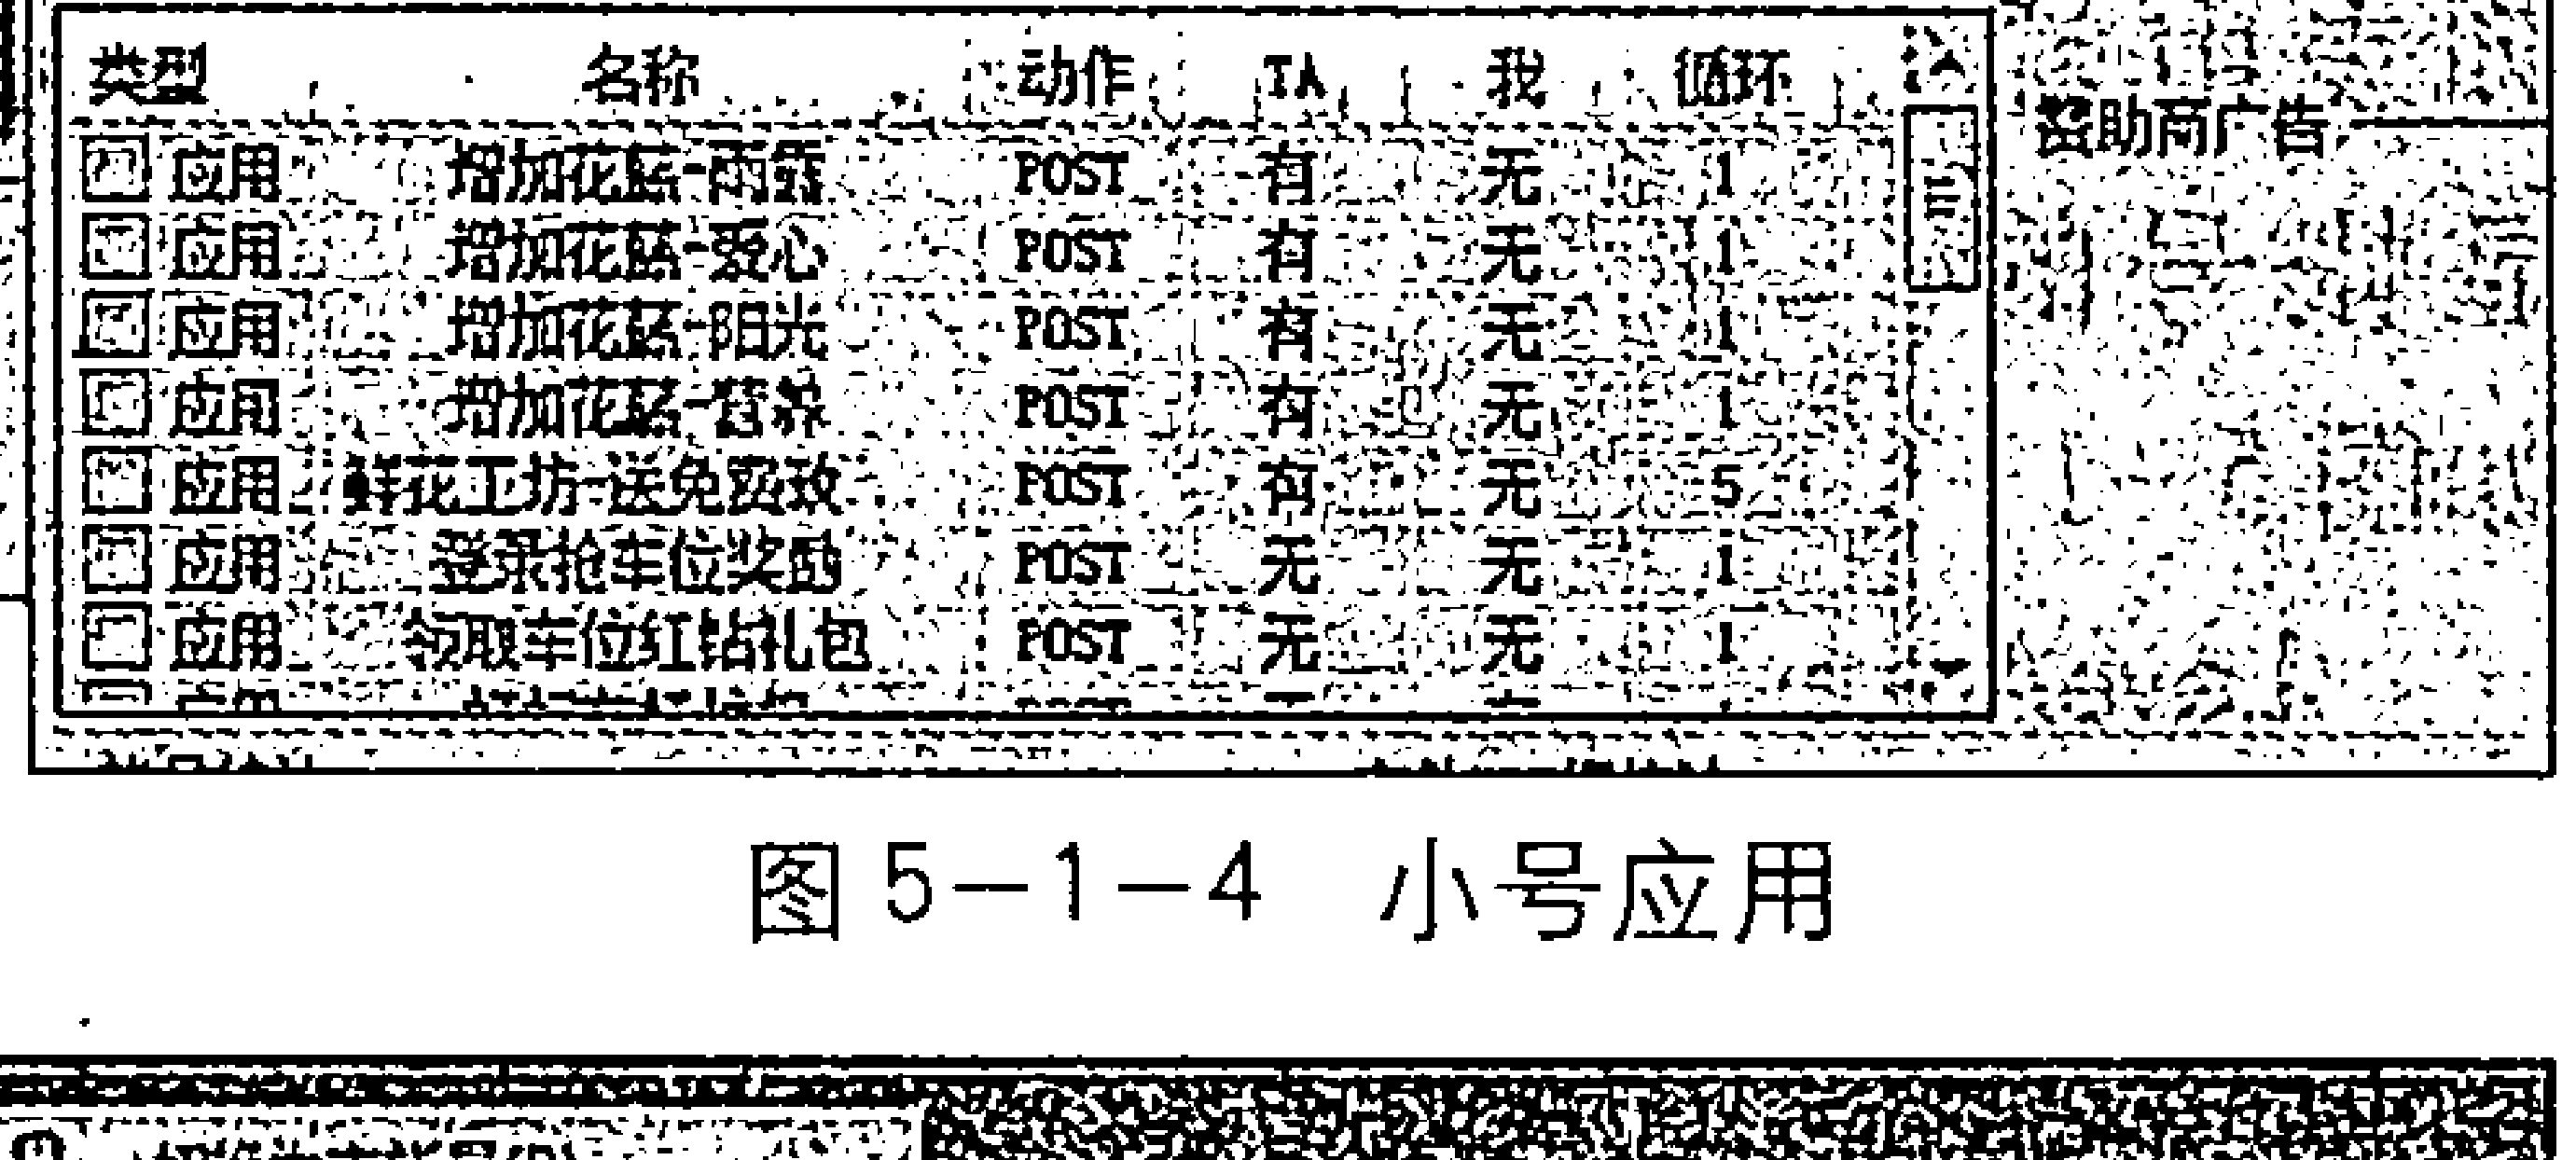 类型 名称 动作 TA 我 循环
赞助商广告
应用 增加花藤-雨露 POST 有 无 1
应用 增加花藤-爱心 POST 有 无 1
应用 增加花藤-阳光 POST 有 无 1
应用 增加花藤-营养 POST 有 无 1
应用 鲜花工坊-送免费玫 POST 有 无 5
应用 登录抢车位奖励 POST 无 无 1
应用 领取车位红钻礼包 POST 无 无 1
图 5-1-4 小号应用